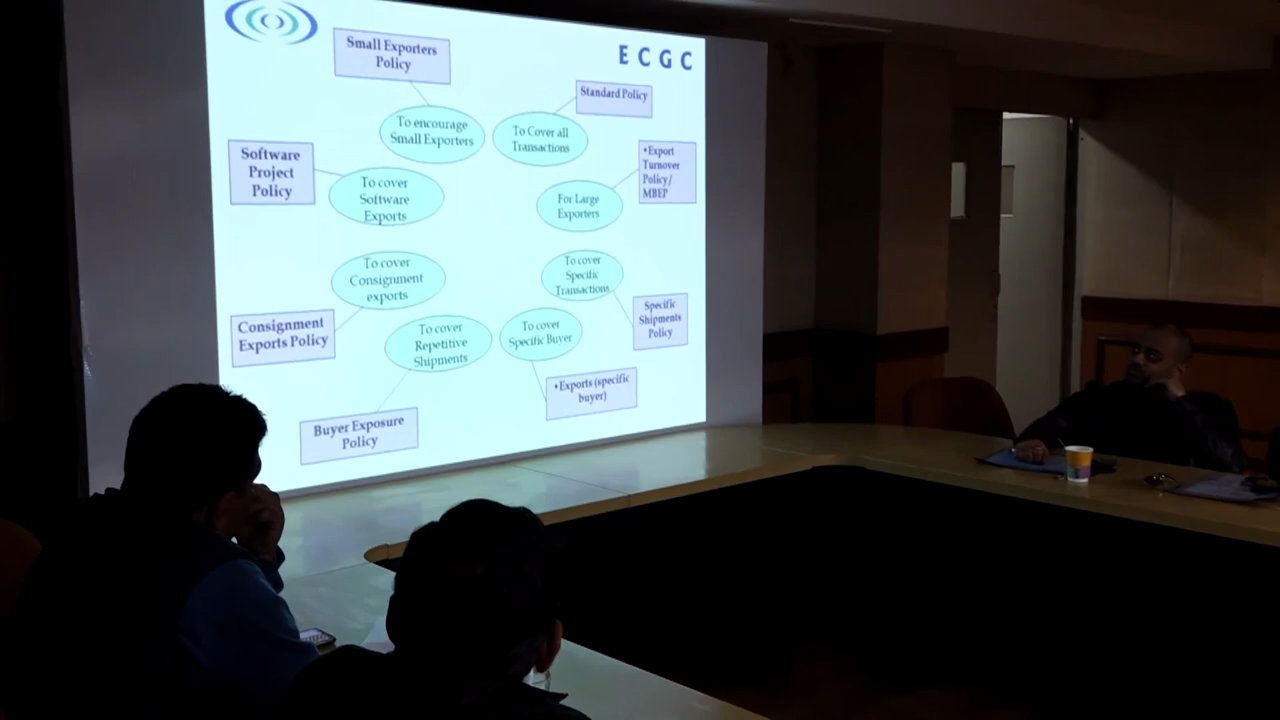 Small Exporters
Policy
E C G C
Standard Policy
To encourage
Small Exporters
To Cover all
Transactions
Software
Project
Policy
•Export
Turnover
Policy/
MBEP
To cover
Software
Exports
For Large
Exporters
To cover
Consignment
exports
To cover
Specific
Transactions
Consignment
Exports Policy
Specific
Shipments
Policy
To cover
Repetitive
Shipments
To cover
Specific Buyer
•Exports (specific
buyer)
Buyer Exposure
Policy